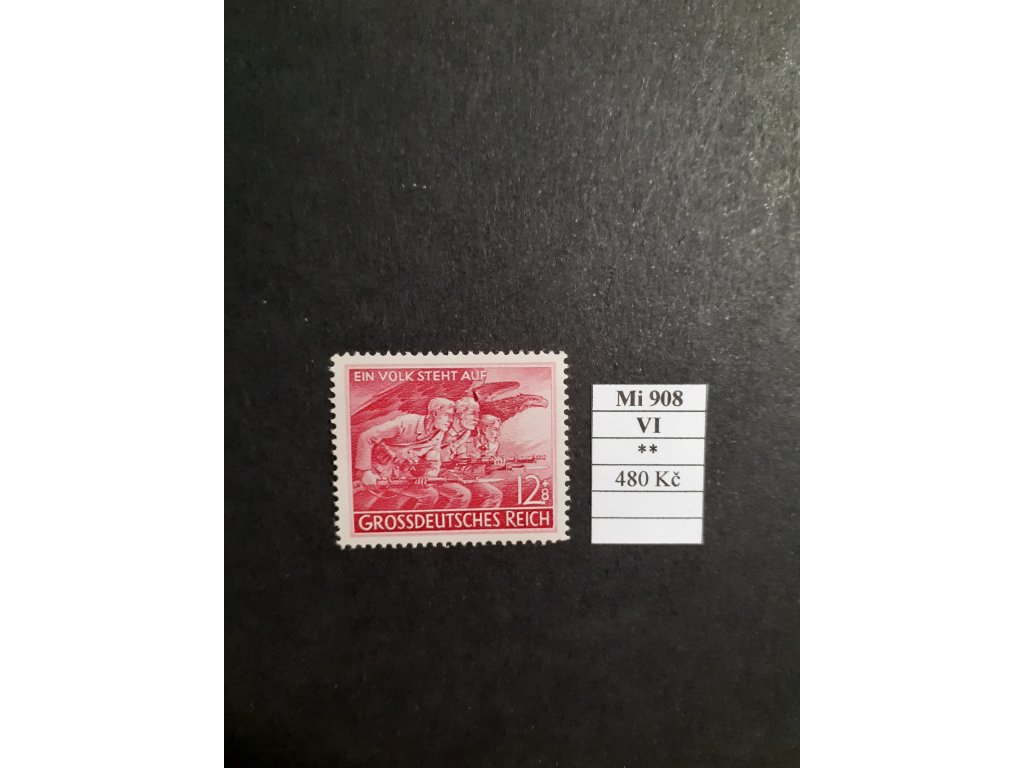 EIN VOLK STEHT AUF
12+8
GROSSDEUTSCHES REICH
Mi 908
VI
**
480 Kč